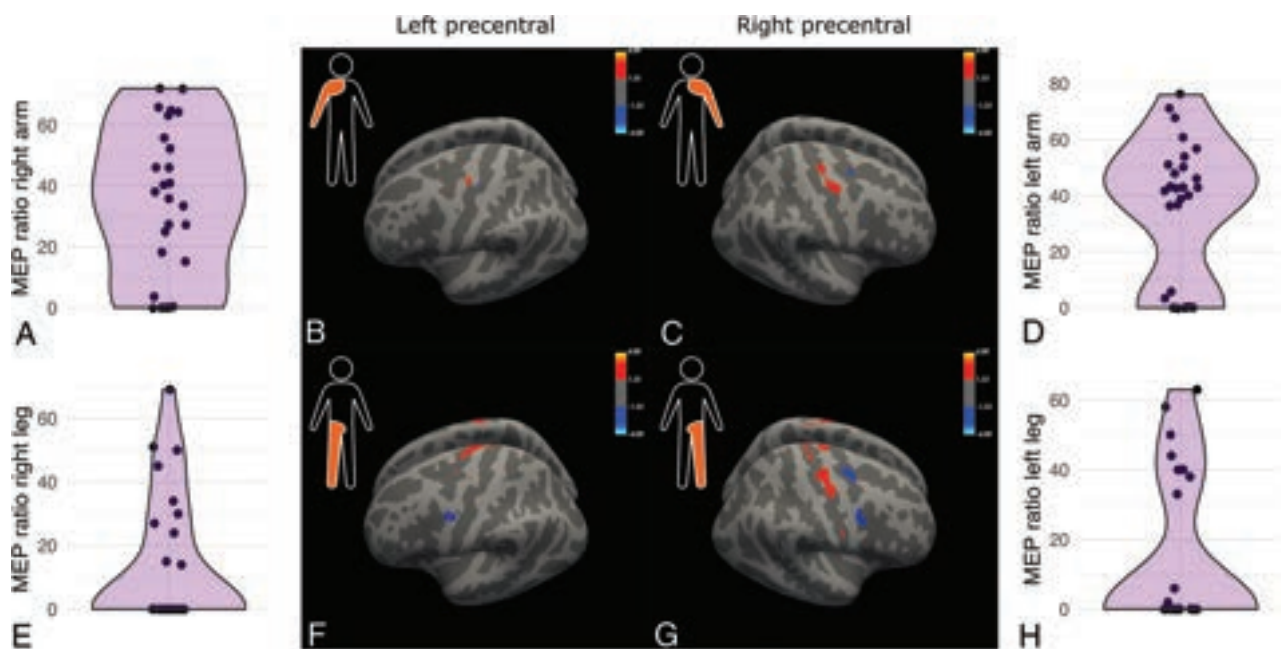 Left precentral
Right precentral
MEP ratio right arm
60
40
20
0
A
B
C
MEP ratio left arm
80
60
40
20
0
D
MEP ratio right leg
60
40
20
0
E
F
G
MEP ratio left leg
60
40
20
0
H